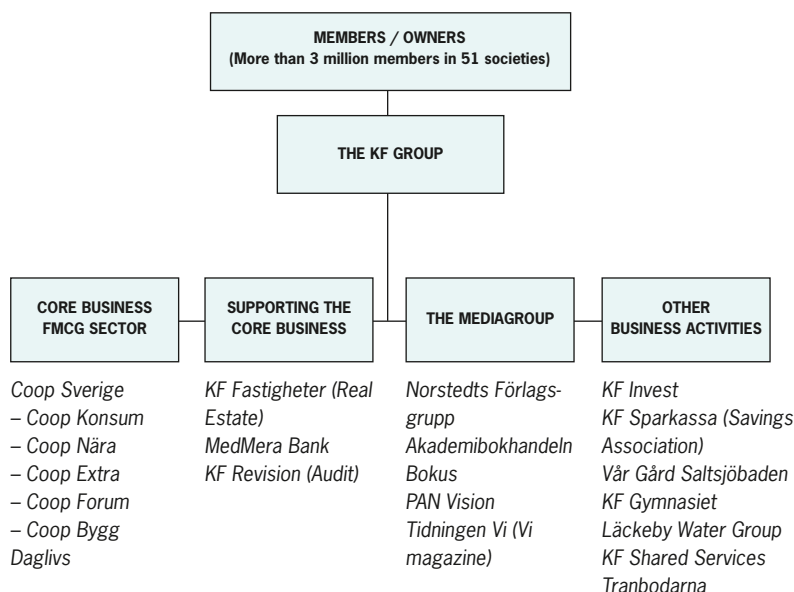 MEMBERS / OWNERS
(More than 3 million members in 51 societies)
THE KF GROUP
CORE BUSINESS
FMCG SECTOR
SUPPORTING THE
CORE BUSINESS
THE MEDIAGROUP
OTHER
BUSINESS ACTIVITIES
Coop Sverige
– Coop Konsum
– Coop Nära
– Coop Extra
– Coop Forum
– Coop Bygg
Daglivs
KF Fastigheter (Real
Estate)
MedMera Bank
KF Revision (Audit)
Norstedts Förlags-
grupp
Akademibokhandeln
Bokus
PAN Vision
Tidningen Vi (Vi
magazine)
KF Invest
KF Sparkassa (Savings
Association)
Vår Gård Saltsjöbaden
KF Gymnasiet
Läckeby Water Group
KF Shared Services
Tranbodarna